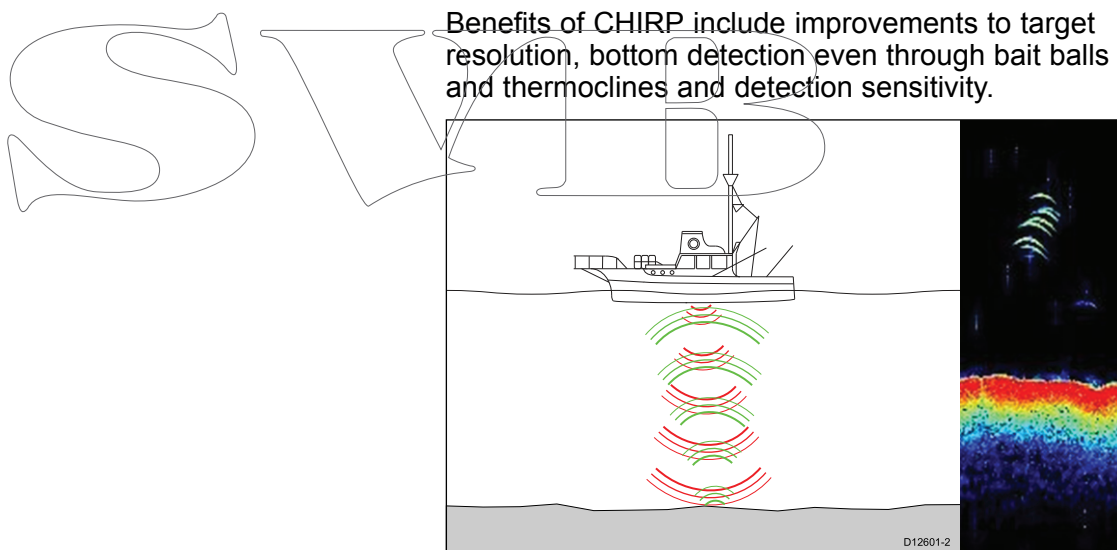 Benefits of CHIRP include improvements to target
resolution, bottom detection even through bait balls
and thermoclines and detection sensitivity.
SVB
D12601-2